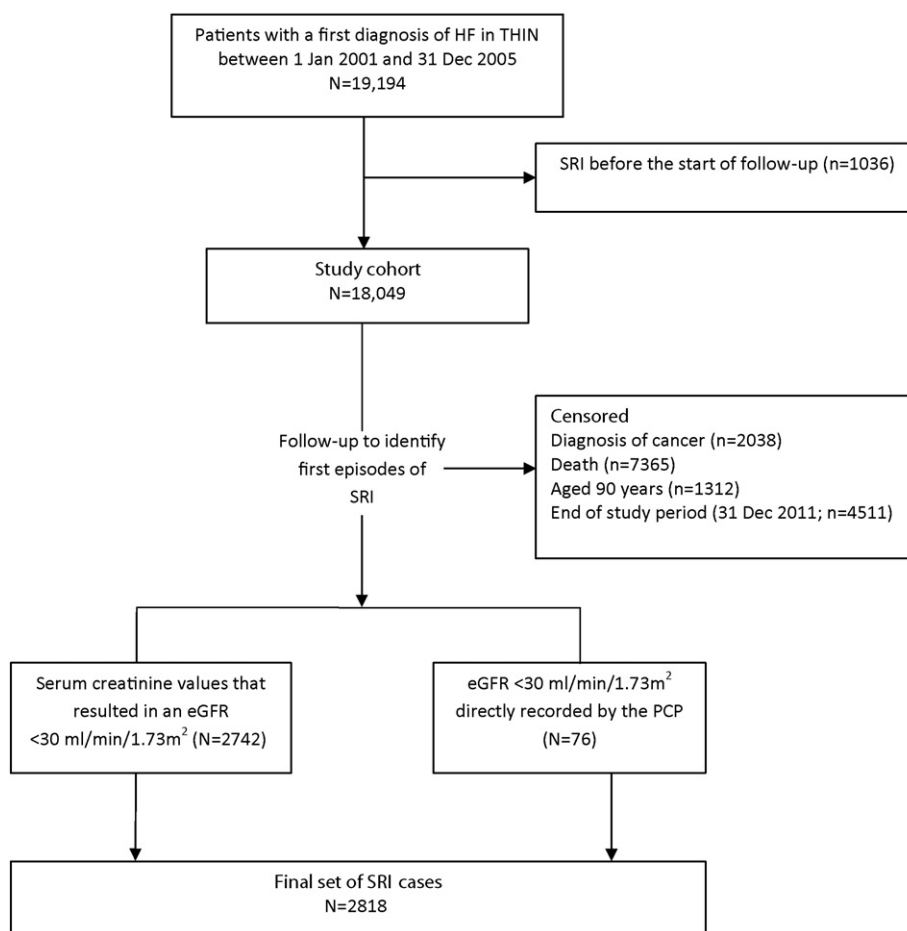 Patients with a first diagnosis of HF in THIN
between 1 Jan 2001 and 31 Dec 2005
N=19,194
SRI before the start of follow-up (n=1036)
Study cohort
N=18,049
Follow-up to identify
first episodes of
SRI
Censored
Diagnosis of cancer (n=2038)
Death (n=7365)
Aged 90 years (n=1312)
End of study period (31 Dec 2011; n=4511)
Serum creatinine values that
resulted in an eGFR
<30 ml/min/1.73m² (N=2742)
eGFR <30 ml/min/1.73m²
directly recorded by the PCP
(N=76)
Final set of SRI cases
N=2818